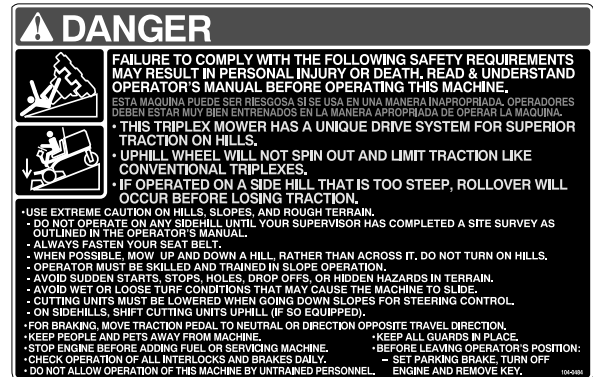 DANGER
FAILURE TO COMPLY WITH THE FOLLOWING SAFETY REQUIREMENTS
MAY RESULT IN PERSONAL INJURY OR DEATH. READ & UNDERSTAND
OPERATOR'S MANUAL BEFORE OPERATING THIS MACHINE.
ESTA MAQUINA PUEDE SER RIESGOSA SI SE USA EN UNA MANERA INAPROPRIADA. OPERADORES
DEBEN ESTAR MUY BIEN ENTRENADOS EN LA MANERA APROPRIADA DE OPERAR LA MAQUINA.
• THIS TRIPLEX MOWER HAS A UNIQUE DRIVE SYSTEM FOR SUPERIOR
TRACTION ON HILLS.
• UPHILL WHEEL WILL NOT SPIN OUT AND LIMIT TRACTION LIKE
CONVENTIONAL TRIPLEXES.
• IF OPERATED ON A SIDE HILL THAT IS TOO STEEP, ROLLOVER WILL
OCCUR BEFORE LOSING TRACTION.
• USE EXTREME CAUTION ON HILLS, SLOPES, AND ROUGH TERRAIN.
- DO NOT OPERATE ON ANY SIDEHILL UNTIL YOUR SUPERVISOR HAS COMPLETED A SITE SURVEY AS
OUTLINED IN THE OPERATOR'S MANUAL.
- ALWAYS FASTEN YOUR SEAT BELT.
- WHEN POSSIBLE, MOW UP AND DOWN A HILL, RATHER THAN ACROSS IT. DO NOT TURN ON HILLS.
- OPERATOR MUST BE SKILLED AND TRAINED IN SLOPE OPERATION.
- AVOID SUDDEN STARTS, STOPS, HOLES, DROP OFFS, OR HIDDEN HAZARDS IN TERRAIN.
- AVOID WET OR LOOSE TURF CONDITIONS THAT MAY CAUSE THE MACHINE TO SLIDE.
- CUTTING UNITS MUST BE LOWERED WHEN GOING DOWN SLOPES FOR STEERING CONTROL.
- ON SIDEHILLS, SHIFT CUTTING UNITS UPHILL (IF SO EQUIPPED).
• FOR BRAKING, MOVE TRACTION PEDAL TO NEUTRAL OR DIRECTION OPPOSITE TRAVEL DIRECTION.
• KEEP PEOPLE AND PETS AWAY FROM MACHINE.
• STOP ENGINE BEFORE ADDING FUEL OR SERVICING MACHINE.
• CHECK OPERATION OF ALL INTERLOCKS AND BRAKES DAILY.
• DO NOT ALLOW OPERATION OF THIS MACHINE BY UNTRAINED PERSONNEL.
• KEEP ALL GUARDS IN PLACE.
• BEFORE LEAVING OPERATOR'S POSITION:
– SET PARKING BRAKE, TURN OFF
ENGINE AND REMOVE KEY.
104-0484